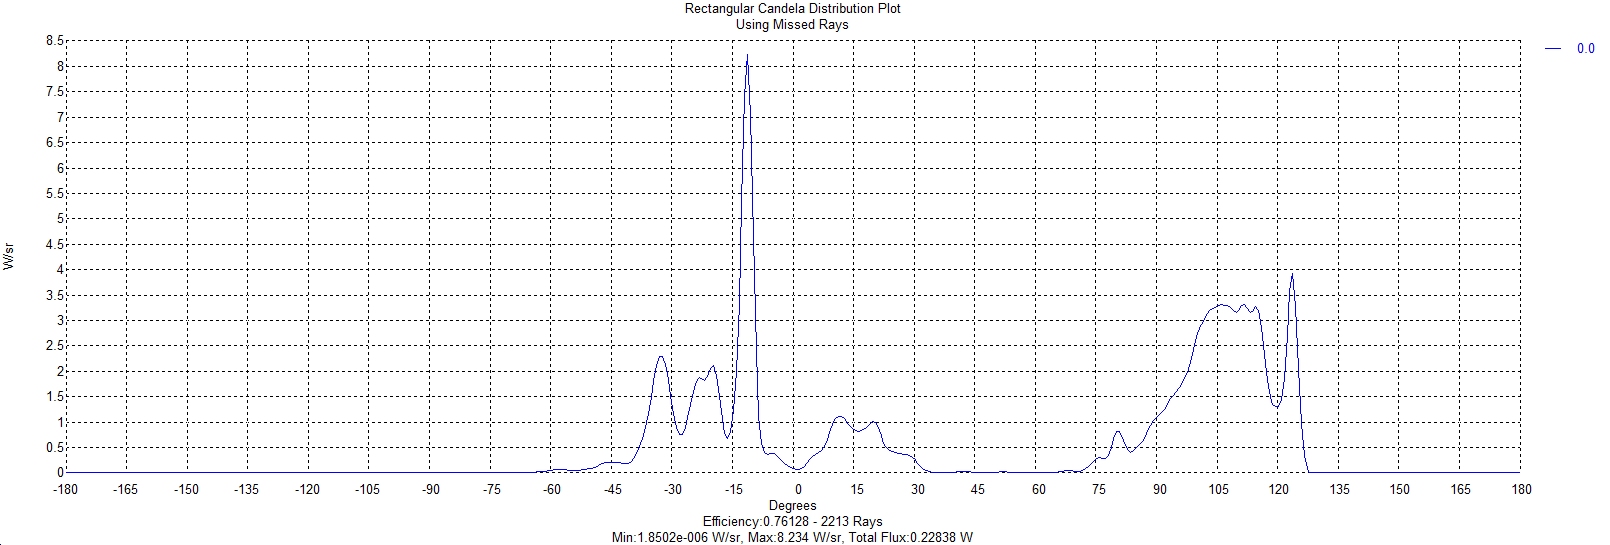 Rectangular Candela Distribution Plot
Using Missed Rays
0.0
8.5
8
7.5
7
6.5
6
5.5
5
4.5
4
3.5
3
2.5
2
1.5
1
0.5
0
W/sr
-180 -165 -150 -135 -120 -105 -90 -75 -60 -45 -30 -15 0 15 30 45 60 75 90 105 120 135 150 165 180
Degrees
Efficiency:0.76128 - 2213 Rays
Min:1.8502e-006 W/sr, Max:8.234 W/sr, Total Flux:0.22838 W